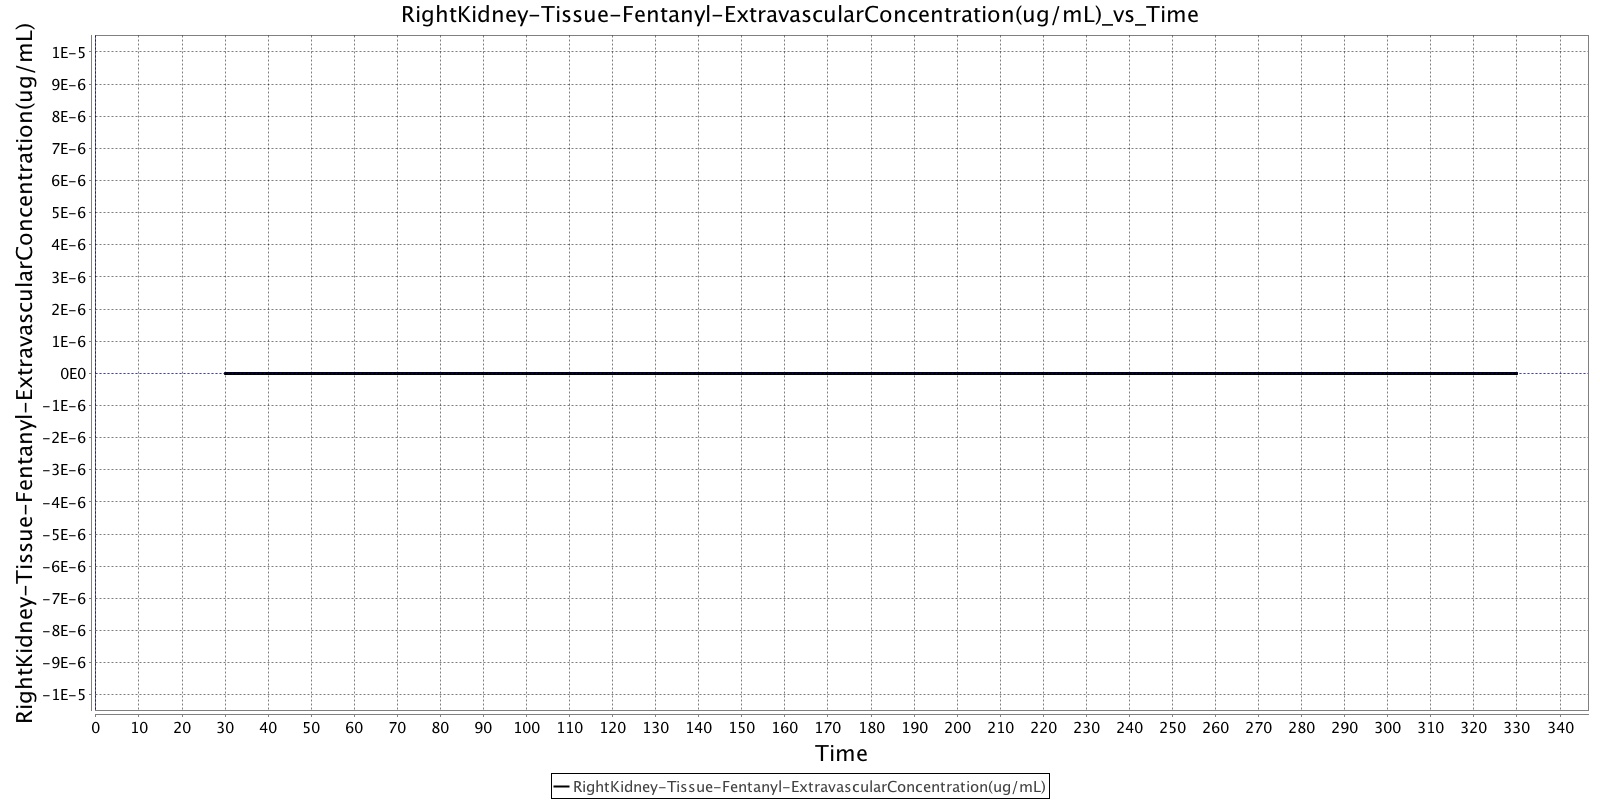 RightKidney-Tissue-Fentanyl-ExtravascularConcentration(ug/mL)_vs_Time
RightKidney-Tissue-Fentanyl-ExtravascularConcentration(ug/mL)
1E-5
9E-6
8E-6
7E-6
6E-6
5E-6
4E-6
3E-6
2E-6
1E-6
0E0
-1E-6
-2E-6
-3E-6
-4E-6
-5E-6
-6E-6
-7E-6
-8E-6
-9E-6
-1E-5
0 10 20 30 40 50 60 70 80 90 100 110 120 130 140 150 160 170 180 190 200 210 220 230 240 250 260 270 280 290 300 310 320 330 340
Time
RightKidney-Tissue-Fentanyl-ExtravascularConcentration(ug/mL)